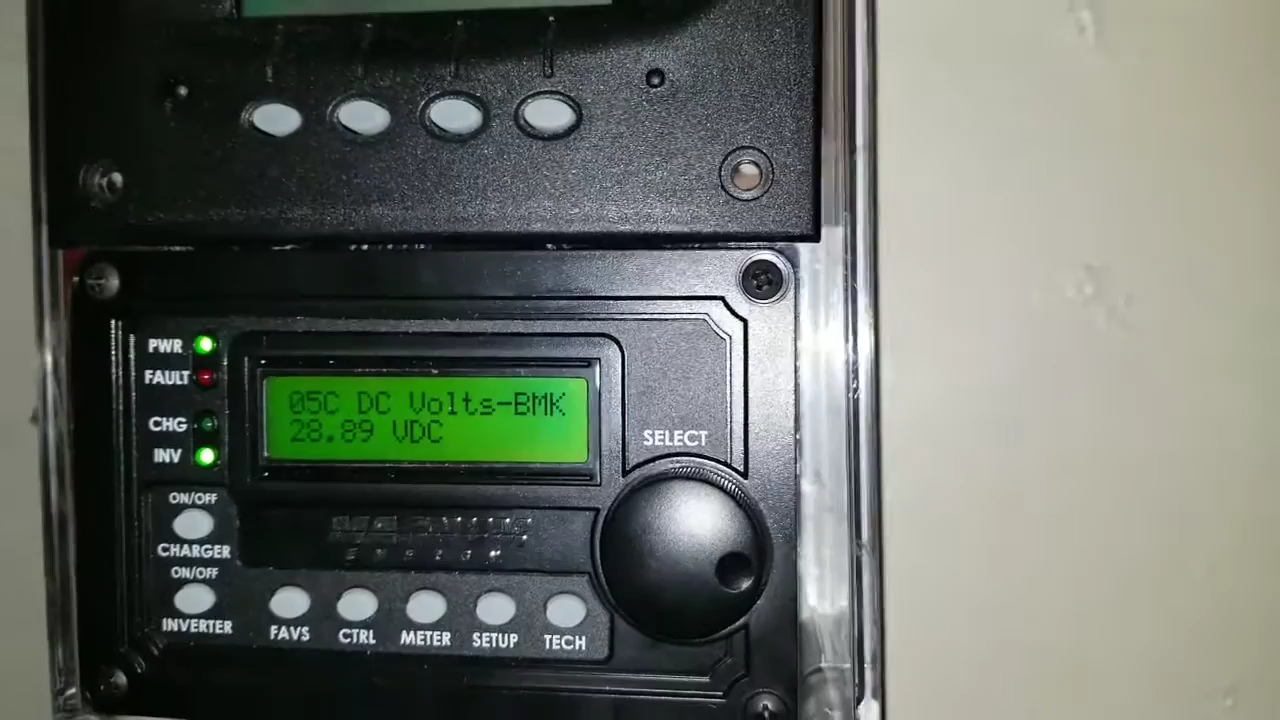 PWR
FAULT
CHG
INV
05C DC Volts-BMK
28.89 VDC
SELECT
ON/OFF
CHARGER
ON/OFF
INVERTER
FAVS
CTRL
METER
SETUP
TECH